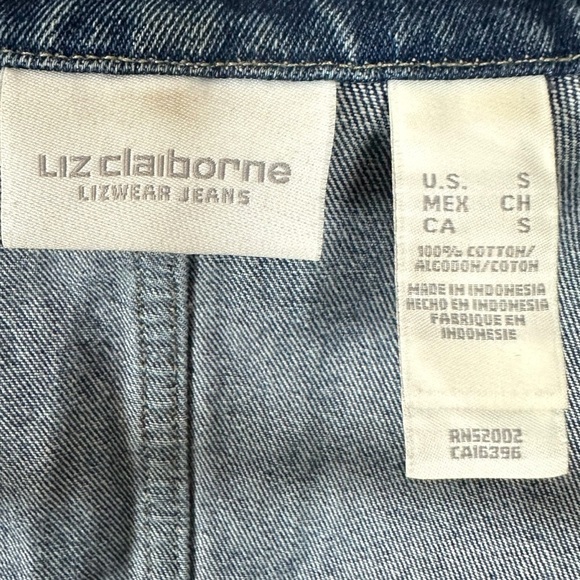 Liz claiborne
LIZWEAR JEANS
U.S. S
MEX CH
CA S
100% COTTON/
ALGODON/COTON
MADE IN INDONESIA
HECHO EN INDONESIA
FABRIQUE EN
INDONESIE
RN52002
CA16396